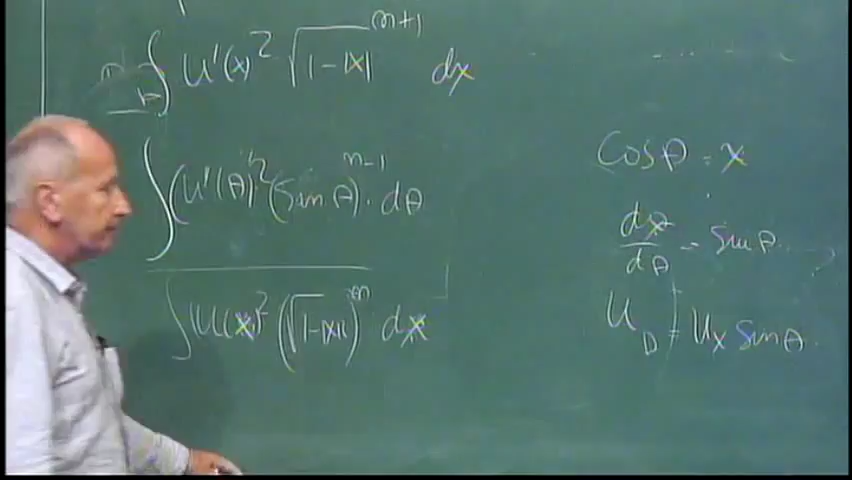 ∫ U'(x)² √1-|x| ^{m+1} dx
∫ (U'(θ))² (Sin θ)^{n-1} · dθ
∫ (U(x))² (√1-|x|)^{m} dx
Cos θ = x
dx/dθ = sin θ
U_θ = U_x Sin θ